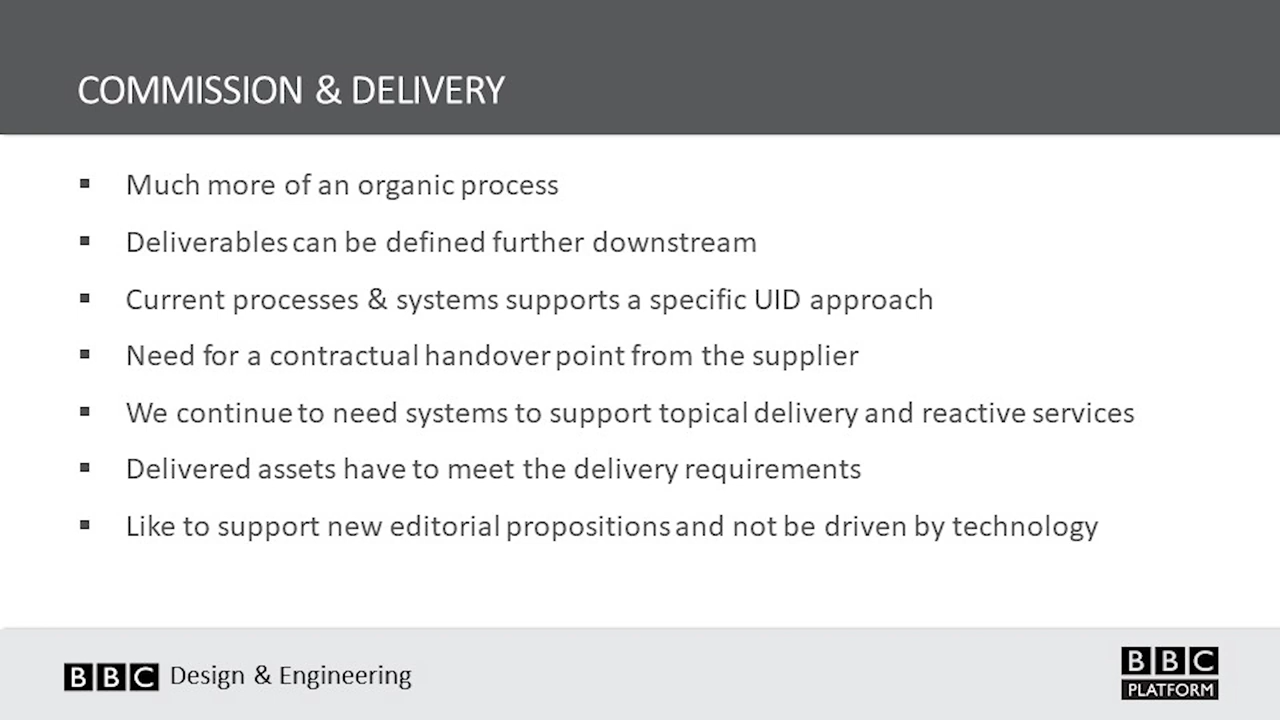 COMMISSION & DELIVERY
▪ Much more of an organic process
▪ Deliverables can be defined further downstream
▪ Current processes & systems supports a specific UID approach
▪ Need for a contractual handover point from the supplier
▪ We continue to need systems to support topical delivery and reactive services
▪ Delivered assets have to meet the delivery requirements
▪ Like to support new editorial propositions and not be driven by technology
BBC Design & Engineering
BBC
PLATFORM